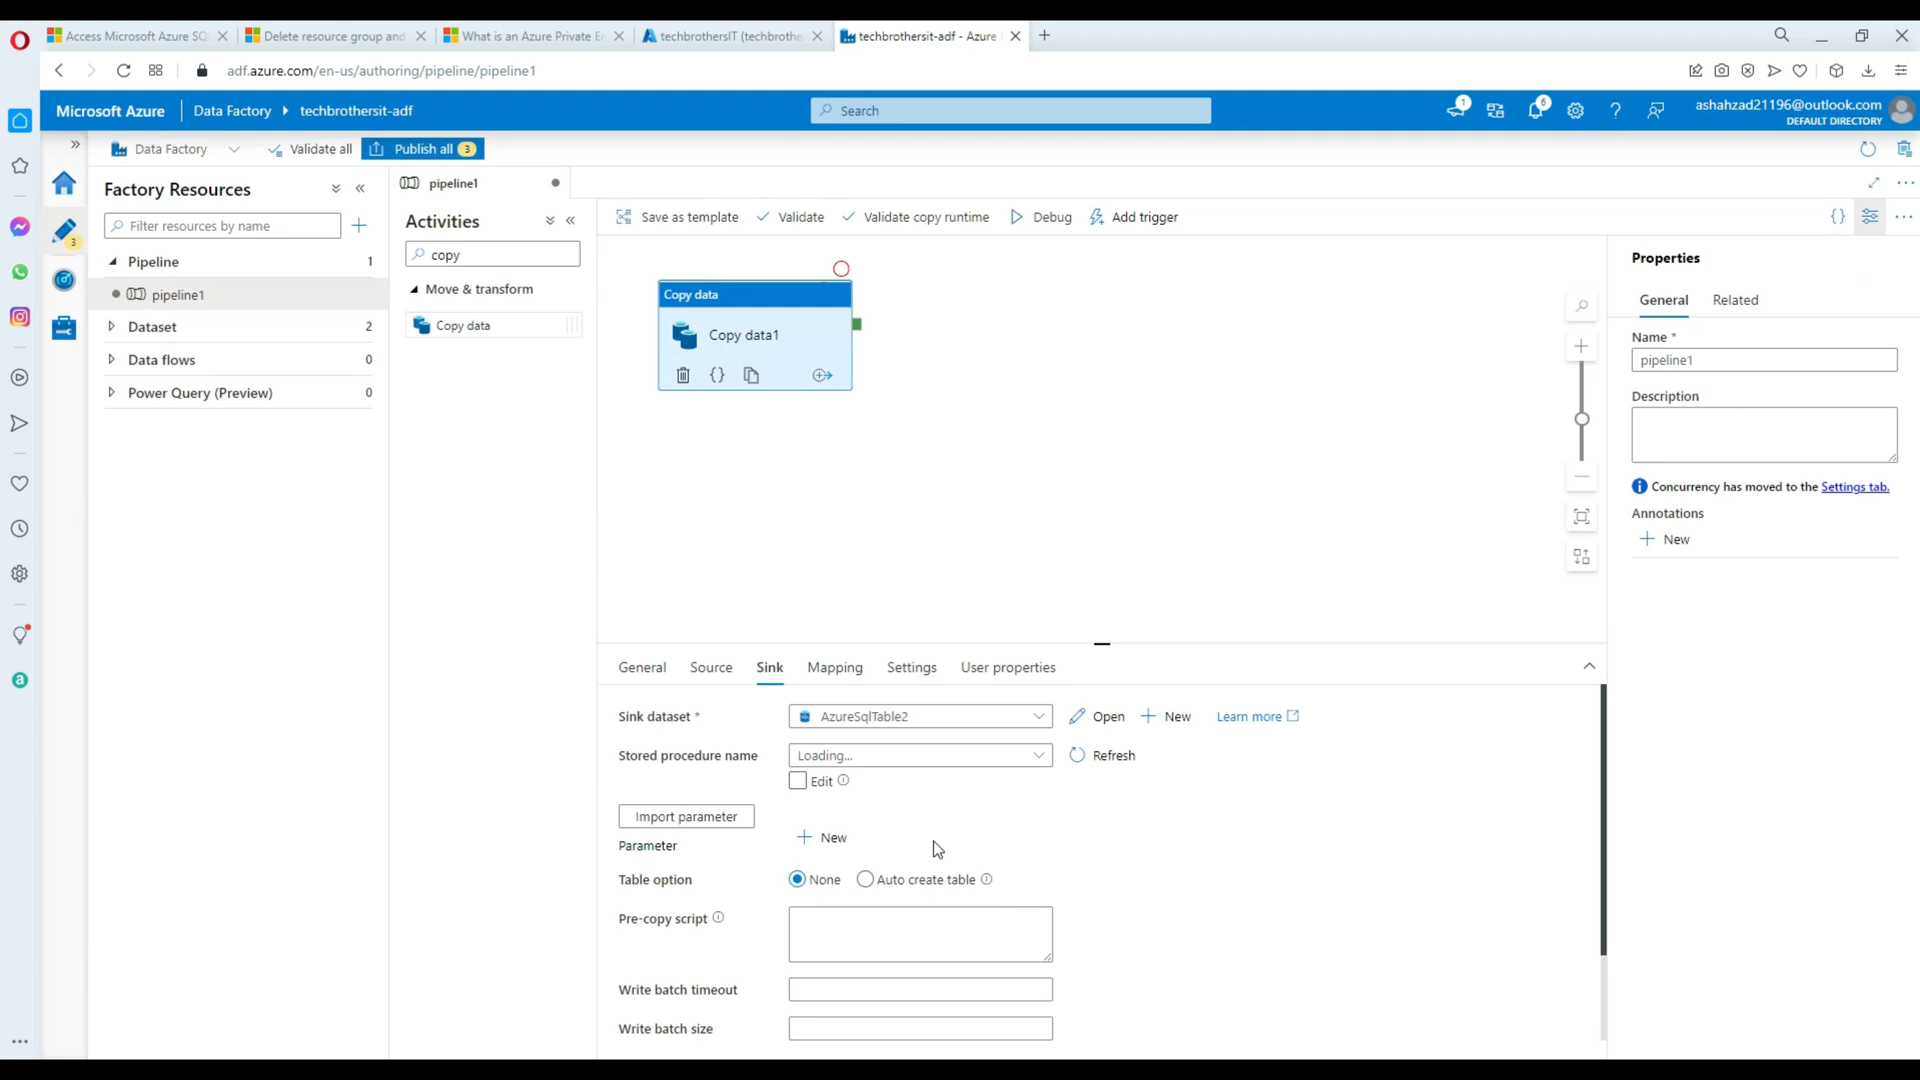 Access Microsoft Azure SQ
Delete resource group and
What is an Azure Private E
techbrothersIT (techbrothe
techbrothersit-adf - Azure
adf.azure.com/en-us/authoring/pipeline/pipeline1
Microsoft Azure
Data Factory
techbrothersit-adf
Search
1
6
ashahzad21196@outlook.com
DEFAULT DIRECTORY
Data Factory
Validate all
Publish all
3
Factory Resources
Filter resources by name
3
Pipeline
1
pipeline1
Dataset
2
Data flows
0
Power Query (Preview)
0
pipeline1
Activities
copy
Move & transform
Copy data
Save as template
Validate
Validate copy runtime
Debug
Add trigger
Copy data
Copy data1
Properties
General
Related
Name *
pipeline1
Description
Concurrency has moved to the Settings tab.
Annotations
New
General
Source
Sink
Mapping
Settings
User properties
Sink dataset *
AzureSqlTable2
Open
New
Learn more
Stored procedure name
Loading...
Refresh
Edit
Import parameter
New
Parameter
Table option
None
Auto create table
Pre-copy script
Write batch timeout
Write batch size